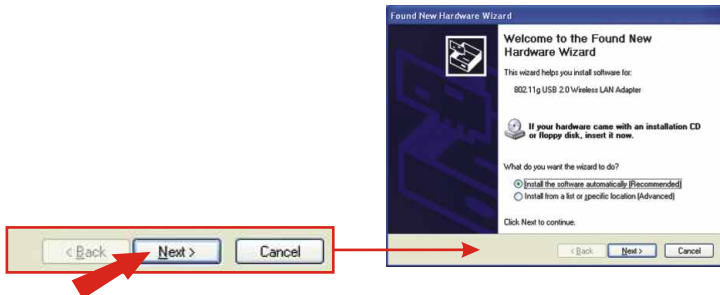 Found New Hardware Wizard
Welcome to the Found New
Hardware Wizard
This wizard helps you install software for:
802.11g USB 2.0 Wireless LAN Adapter
If your hardware came with an installation CD
or floppy disk, insert it now.
What do you want the wizard to do?
Install the software automatically (Recommended)
Install from a list or specific location (Advanced)
Click Next to continue.
< Back Next > Cancel
< Back Next > Cancel